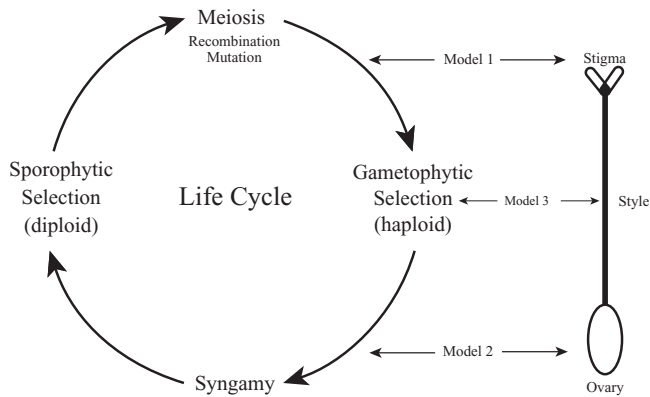 Meiosis
Recombination
Mutation
Model 1
Stigma
Sporophytic
Selection
(diploid)
Life Cycle
Gametophytic
Selection
(haploid)
Model 3
Style
Model 2
Syngamy
Ovary